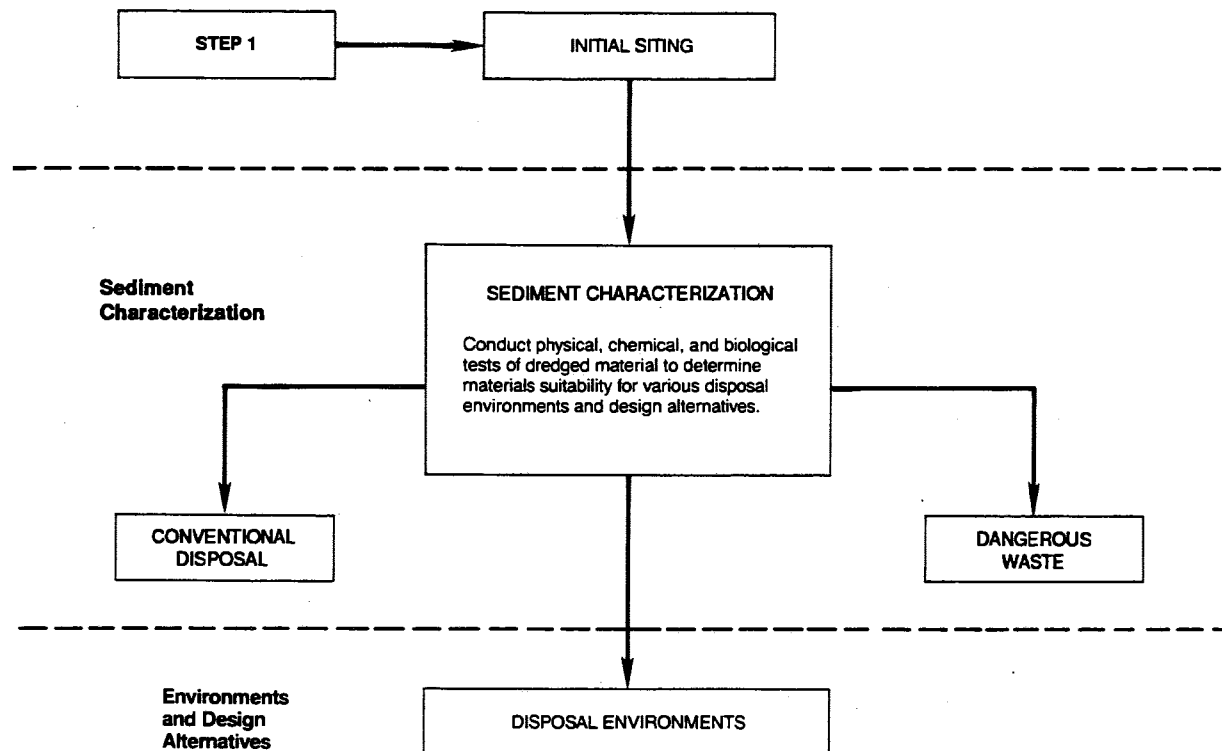 STEP 1
INITIAL SITING
Sediment
Characterization
SEDIMENT CHARACTERIZATION
Conduct physical, chemical, and biological
tests of dredged material to determine
materials suitability for various disposal
environments and design alternatives.
CONVENTIONAL
DISPOSAL
DANGEROUS
WASTE
Environments
and Design
Alternatives
DISPOSAL ENVIRONMENTS